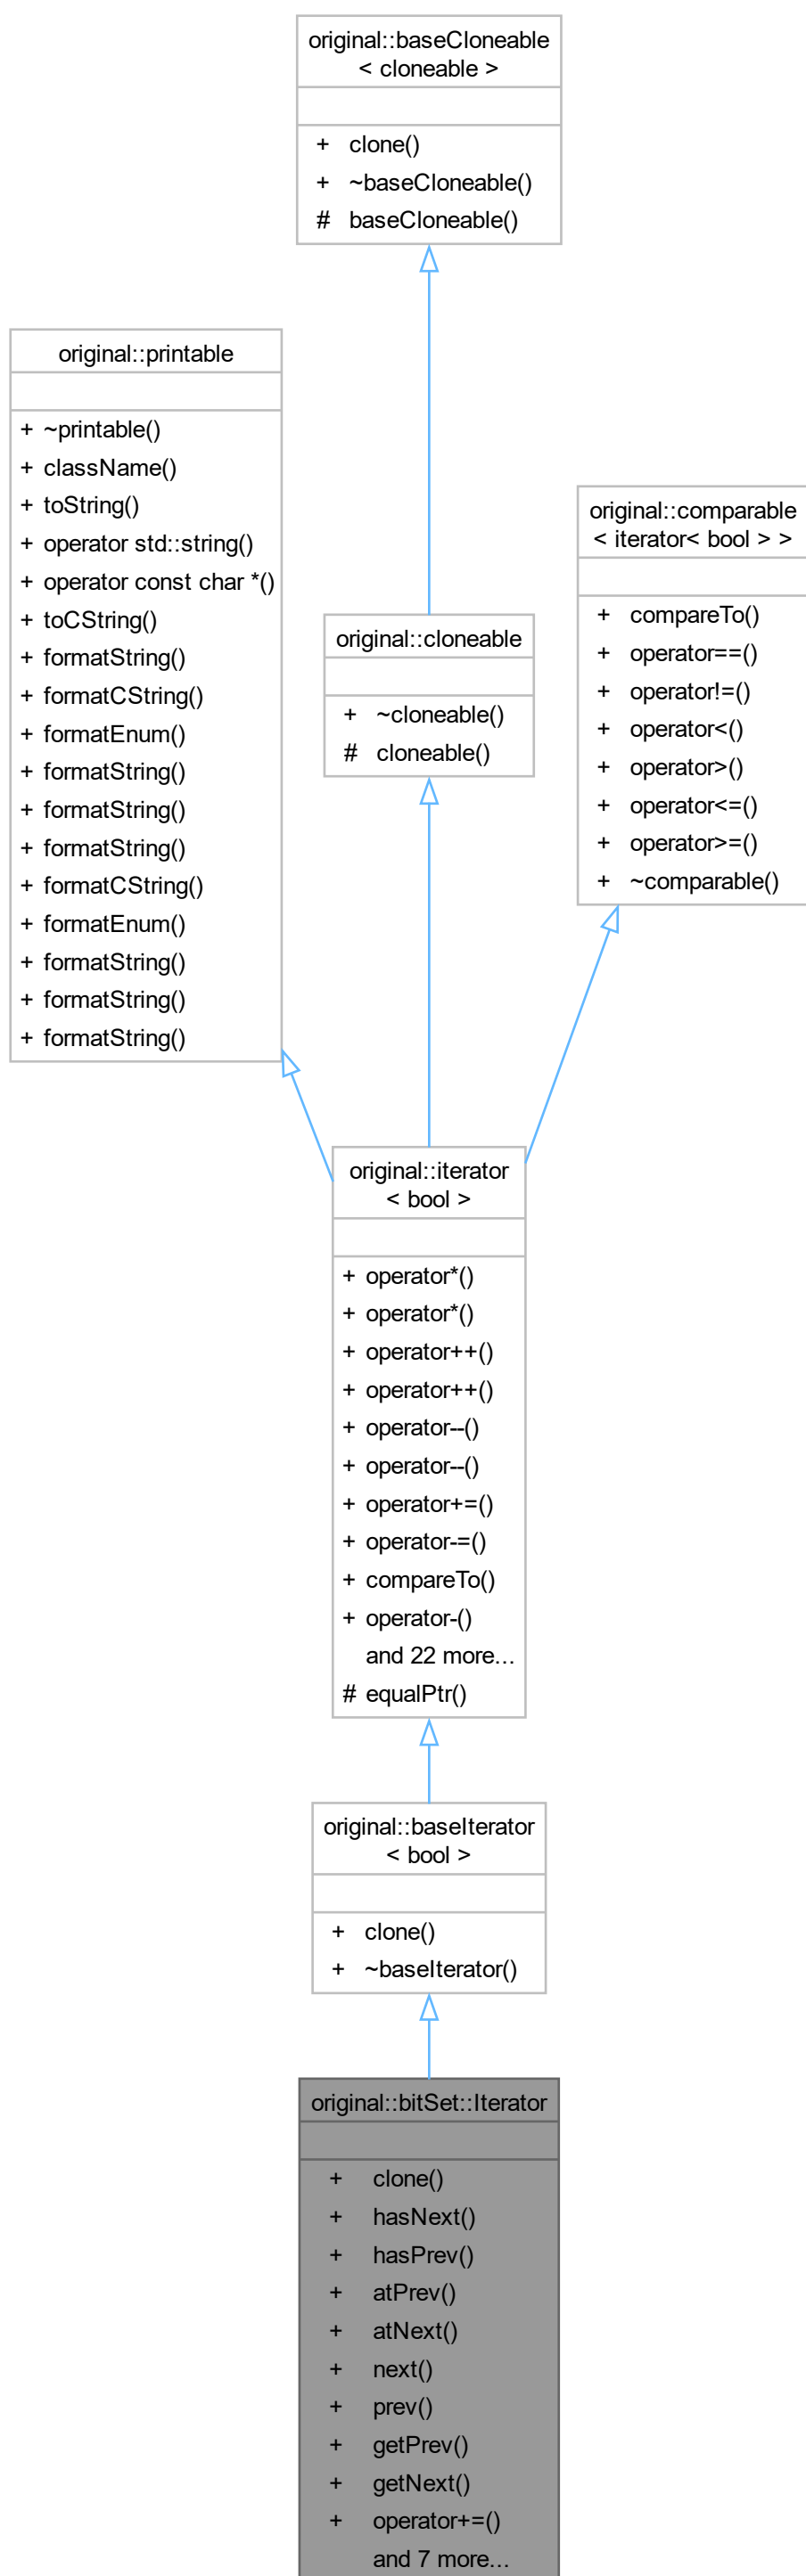 original::baseCloneable
< cloneable >
+ clone()
+ ~baseCloneable()
# baseCloneable()
original::printable
+ ~printable()
+ className()
+ toString()
+ operator std::string()
+ operator const char *()
+ toCString()
+ formatString()
+ formatCString()
+ formatEnum()
+ formatString()
+ formatString()
+ formatString()
+ formatCString()
+ formatEnum()
+ formatString()
+ formatString()
+ formatString()
original::cloneable
+ ~cloneable()
# cloneable()
original::comparable
< iterator< bool > >
+ compareTo()
+ operator==()
+ operator!=()
+ operator<()
+ operator>()
+ operator<=()
+ operator>=()
+ ~comparable()
original::iterator
< bool >
+ operator*()
+ operator*()
+ operator++()
+ operator++()
+ operator--()
+ operator--()
+ operator+=()
+ operator-=()
+ compareTo()
+ operator-()
and 22 more...
# equalPtr()
original::baseIterator
< bool >
+ clone()
+ ~baseIterator()
original::bitSet::Iterator
+ clone()
+ hasNext()
+ hasPrev()
+ atPrev()
+ atNext()
+ next()
+ prev()
+ getPrev()
+ getNext()
+ operator+=()
and 7 more...